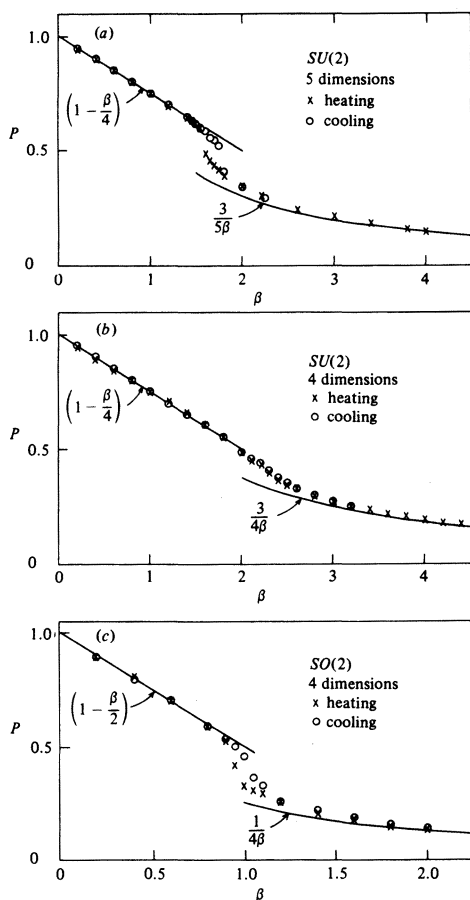 (a)
1.0
SU(2)
5 dimensions
x heating
o cooling
(1 − β/4)
P
0.5
3/5β
0
0 1 2 3 4
β
(b)
1.0
SU(2)
4 dimensions
x heating
o cooling
(1 − β/4)
P
0.5
3/4β
0
0 1 2 3 4
β
(c)
1.0
SO(2)
4 dimensions
x heating
o cooling
(1 − β/2)
P
0.5
1/4β
0
0 0.5 1.0 1.5 2.0
β